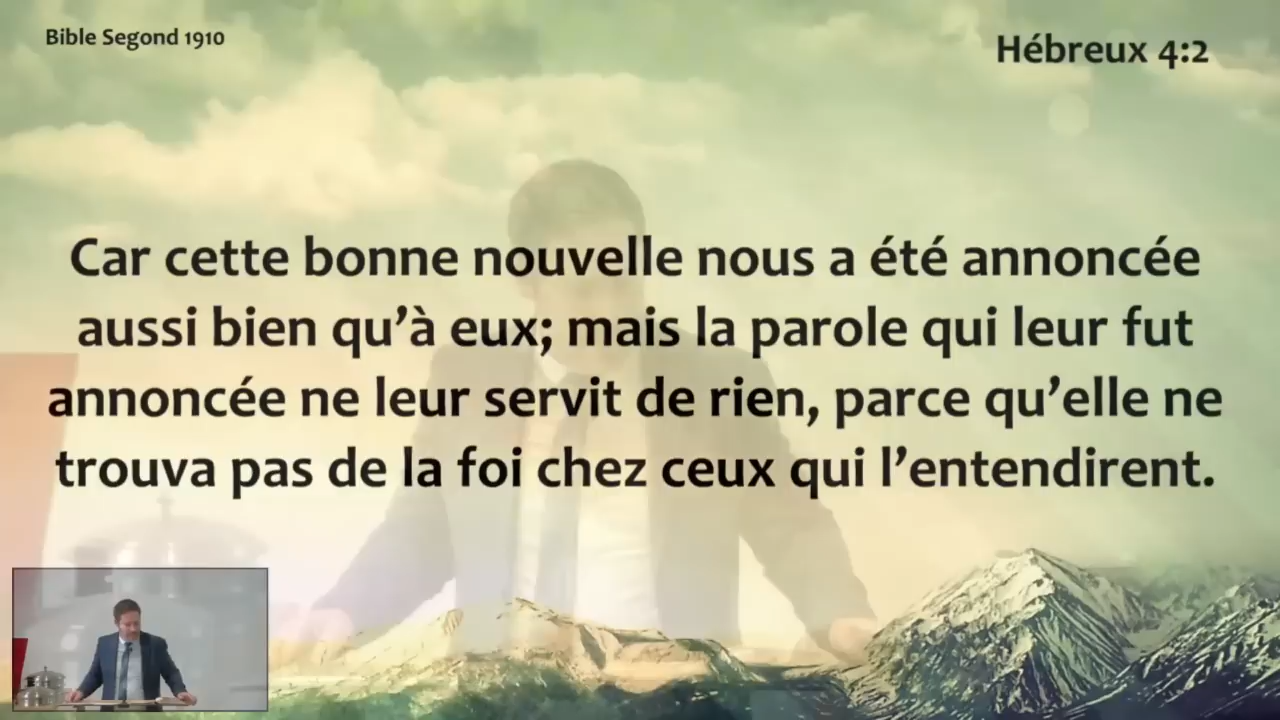 Bible Segond 1910
Hébreux 4:2
Car cette bonne nouvelle nous a été annoncée
aussi bien qu’à eux; mais la parole qui leur fut
annoncée ne leur servit de rien, parce qu’elle ne
trouva pas de la foi chez ceux qui l’entendirent.